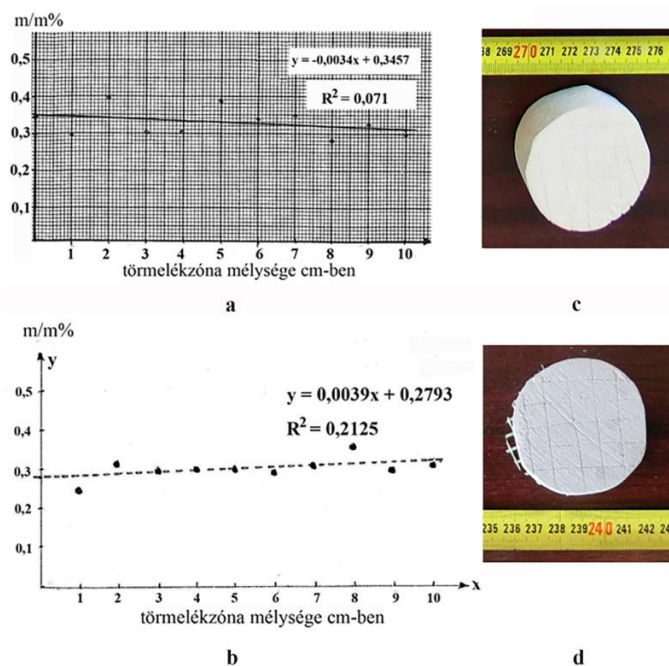 m/m%
0,5
y = -0,0034x + 0,3457
0,4
R² = 0,071
0,3
0,2
0,1
1 2 3 4 5 6 7 8 9 10
törmelékzóna mélysége cm-ben
a
268 269 270 271 272 273 274 275 276
c
m/m%
y
0,5
y = 0,0039x + 0,2793
0,4
R² = 0,2125
0,3
0,2
0,1
x
1 2 3 4 5 6 7 8 9 10
törmelékzóna mélysége cm-ben
b
235 236 237 238 239 240 241 242
d